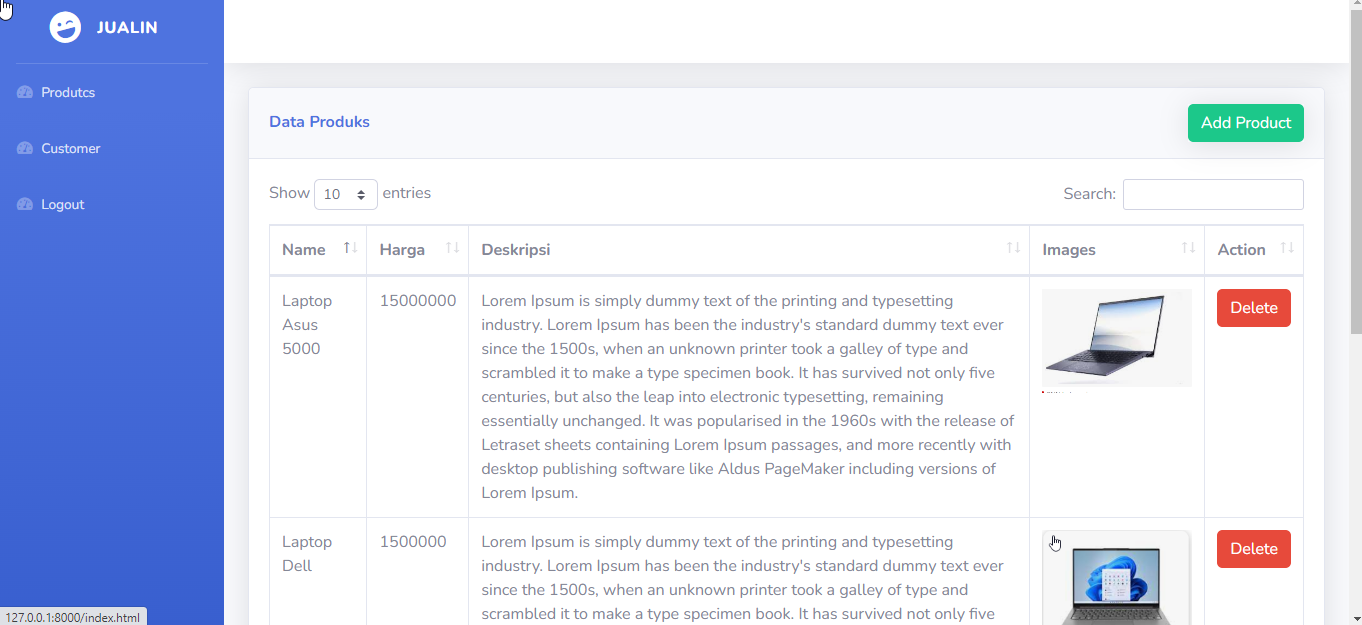 JUALIN
Produtcs
Customer
Logout
Data Produks
Add Product
Show 10 entries
Search:
Name Harga Deskripsi Images Action
Laptop
Asus
5000
15000000
Lorem Ipsum is simply dummy text of the printing and typesetting
industry. Lorem Ipsum has been the industry's standard dummy text ever
since the 1500s, when an unknown printer took a galley of type and
scrambled it to make a type specimen book. It has survived not only five
centuries, but also the leap into electronic typesetting, remaining
essentially unchanged. It was popularised in the 1960s with the release of
Letraset sheets containing Lorem Ipsum passages, and more recently with
desktop publishing software like Aldus PageMaker including versions of
Lorem Ipsum.
Delete
Laptop
Dell
1500000
Lorem Ipsum is simply dummy text of the printing and typesetting
industry. Lorem Ipsum has been the industry's standard dummy text ever
since the 1500s, when an unknown printer took a galley of type and
scrambled it to make a type specimen book. It has survived not only five
Delete
127.0.0.1:8000/index.html